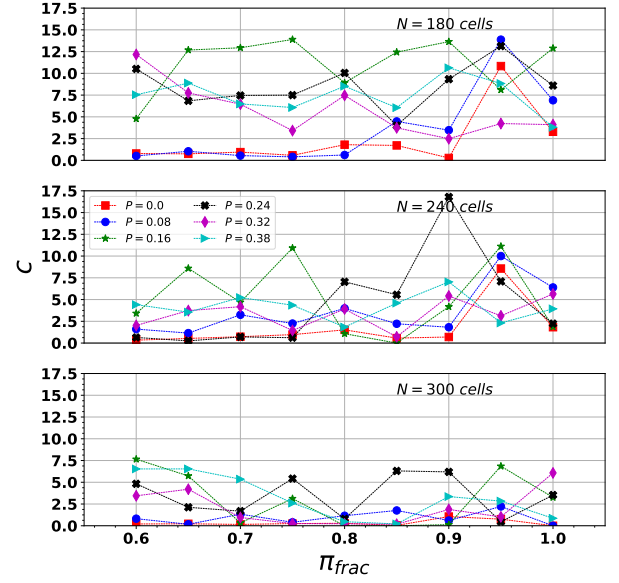 17.5
15.0
12.5
10.0
7.5
5.0
2.5
0.0
N = 180 cells
17.5
15.0
12.5
10.0
7.5
5.0
2.5
0.0
P = 0.0
P = 0.08
P = 0.16
P = 0.24
P = 0.32
P = 0.38
N = 240 cells
C
17.5
15.0
12.5
10.0
7.5
5.0
2.5
0.0
N = 300 cells
0.6 0.7 0.8 0.9 1.0
π_frac